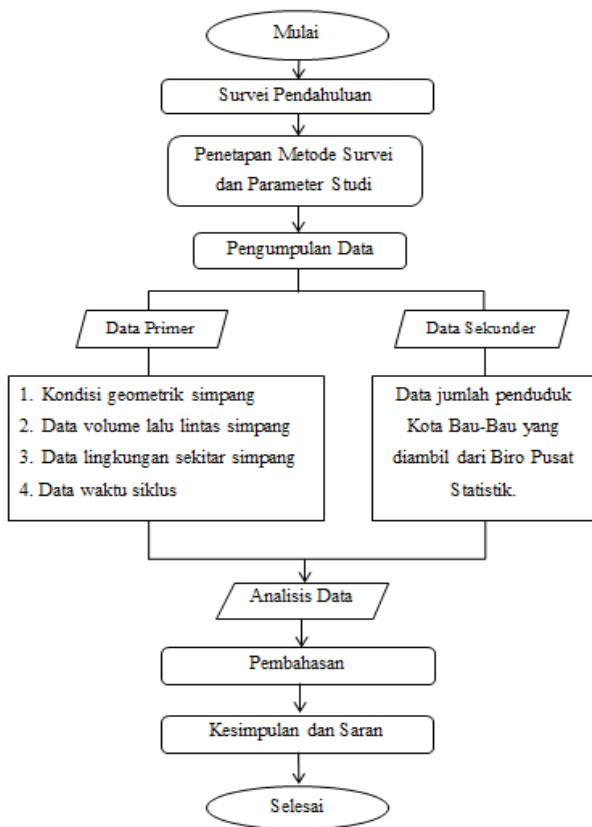 Mulai
Survei Pendahuluan
Penetapan Metode Survei
dan Parameter Studi
Pengumpulan Data
Data Primer
Data Sekunder
1. Kondisi geometrik simpang
2. Data volume lalu lintas simpang
3. Data lingkungan sekitar simpang
4. Data waktu siklus
Data jumlah penduduk
Kota Bau-Bau yang
diambil dari Biro Pusat
Statistik.
Analisis Data
Pembahasan
Kesimpulan dan Saran
Selesai